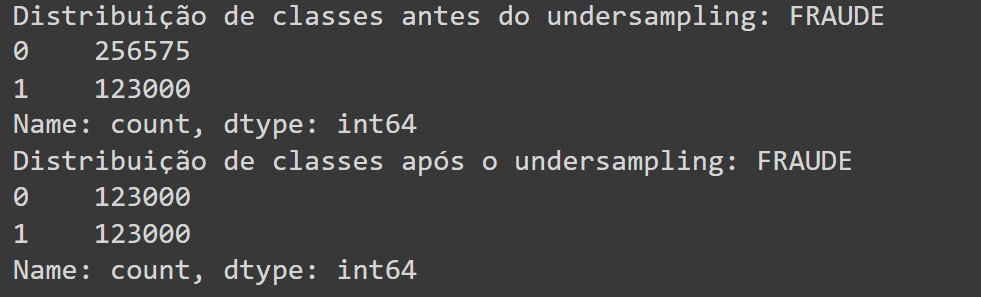 Distribuição de classes antes do undersampling: FRAUDE
0    256575
1    123000
Name: count, dtype: int64
Distribuição de classes após o undersampling: FRAUDE
0    123000
1    123000
Name: count, dtype: int64